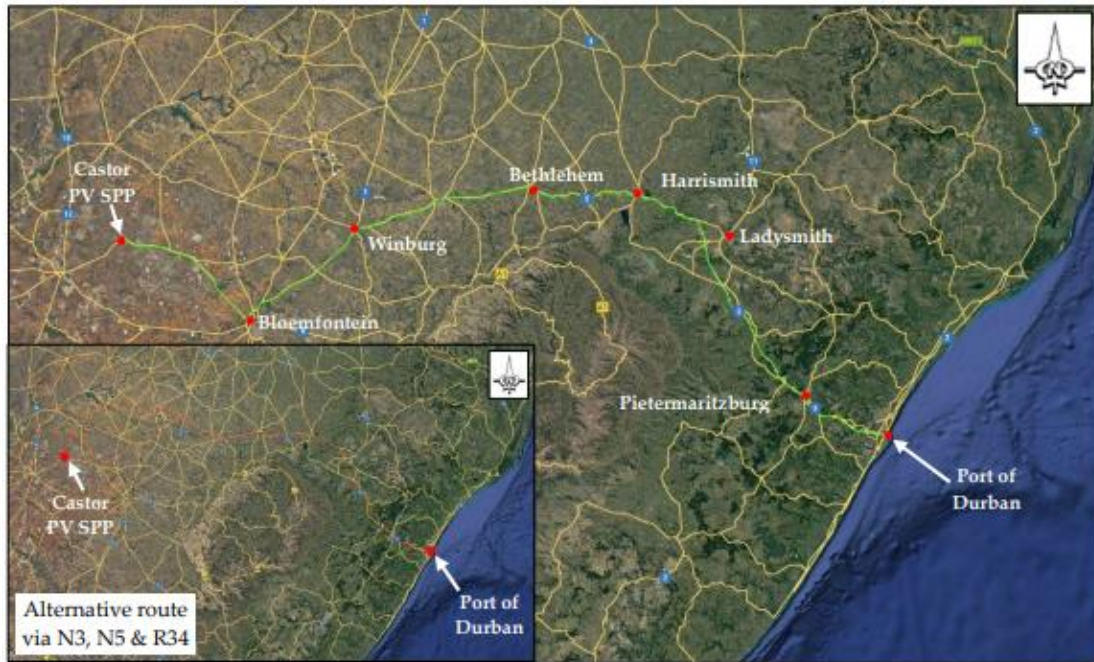 Castor
PV SPP
Bethlehem
Harrismith
Winburg
Ladysmith
Bloemfontein
Pietermaritzburg
Port of
Durban
Castor
PV SPP
Port of
Durban
Alternative route
via N3, N5 & R34